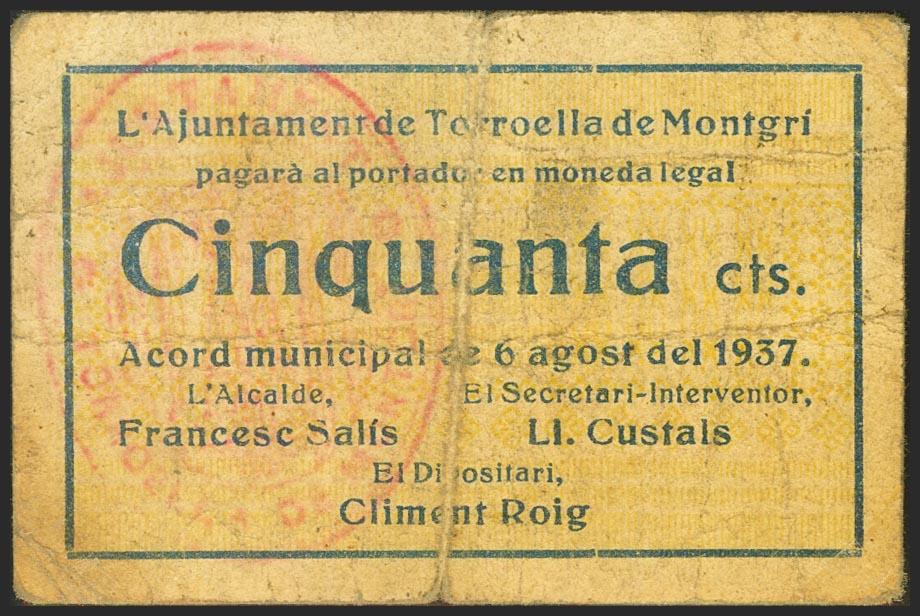 L'Ajuntament de Torroella de Montgrí
pagarà al portador en moneda legal
Cinquanta cts.
Acord municipal de 6 agost del 1937.
L'Alcalde, El Secretari-Interventor,
Francesc Salís Ll. Custals
El Dipositari,
Climent Roig